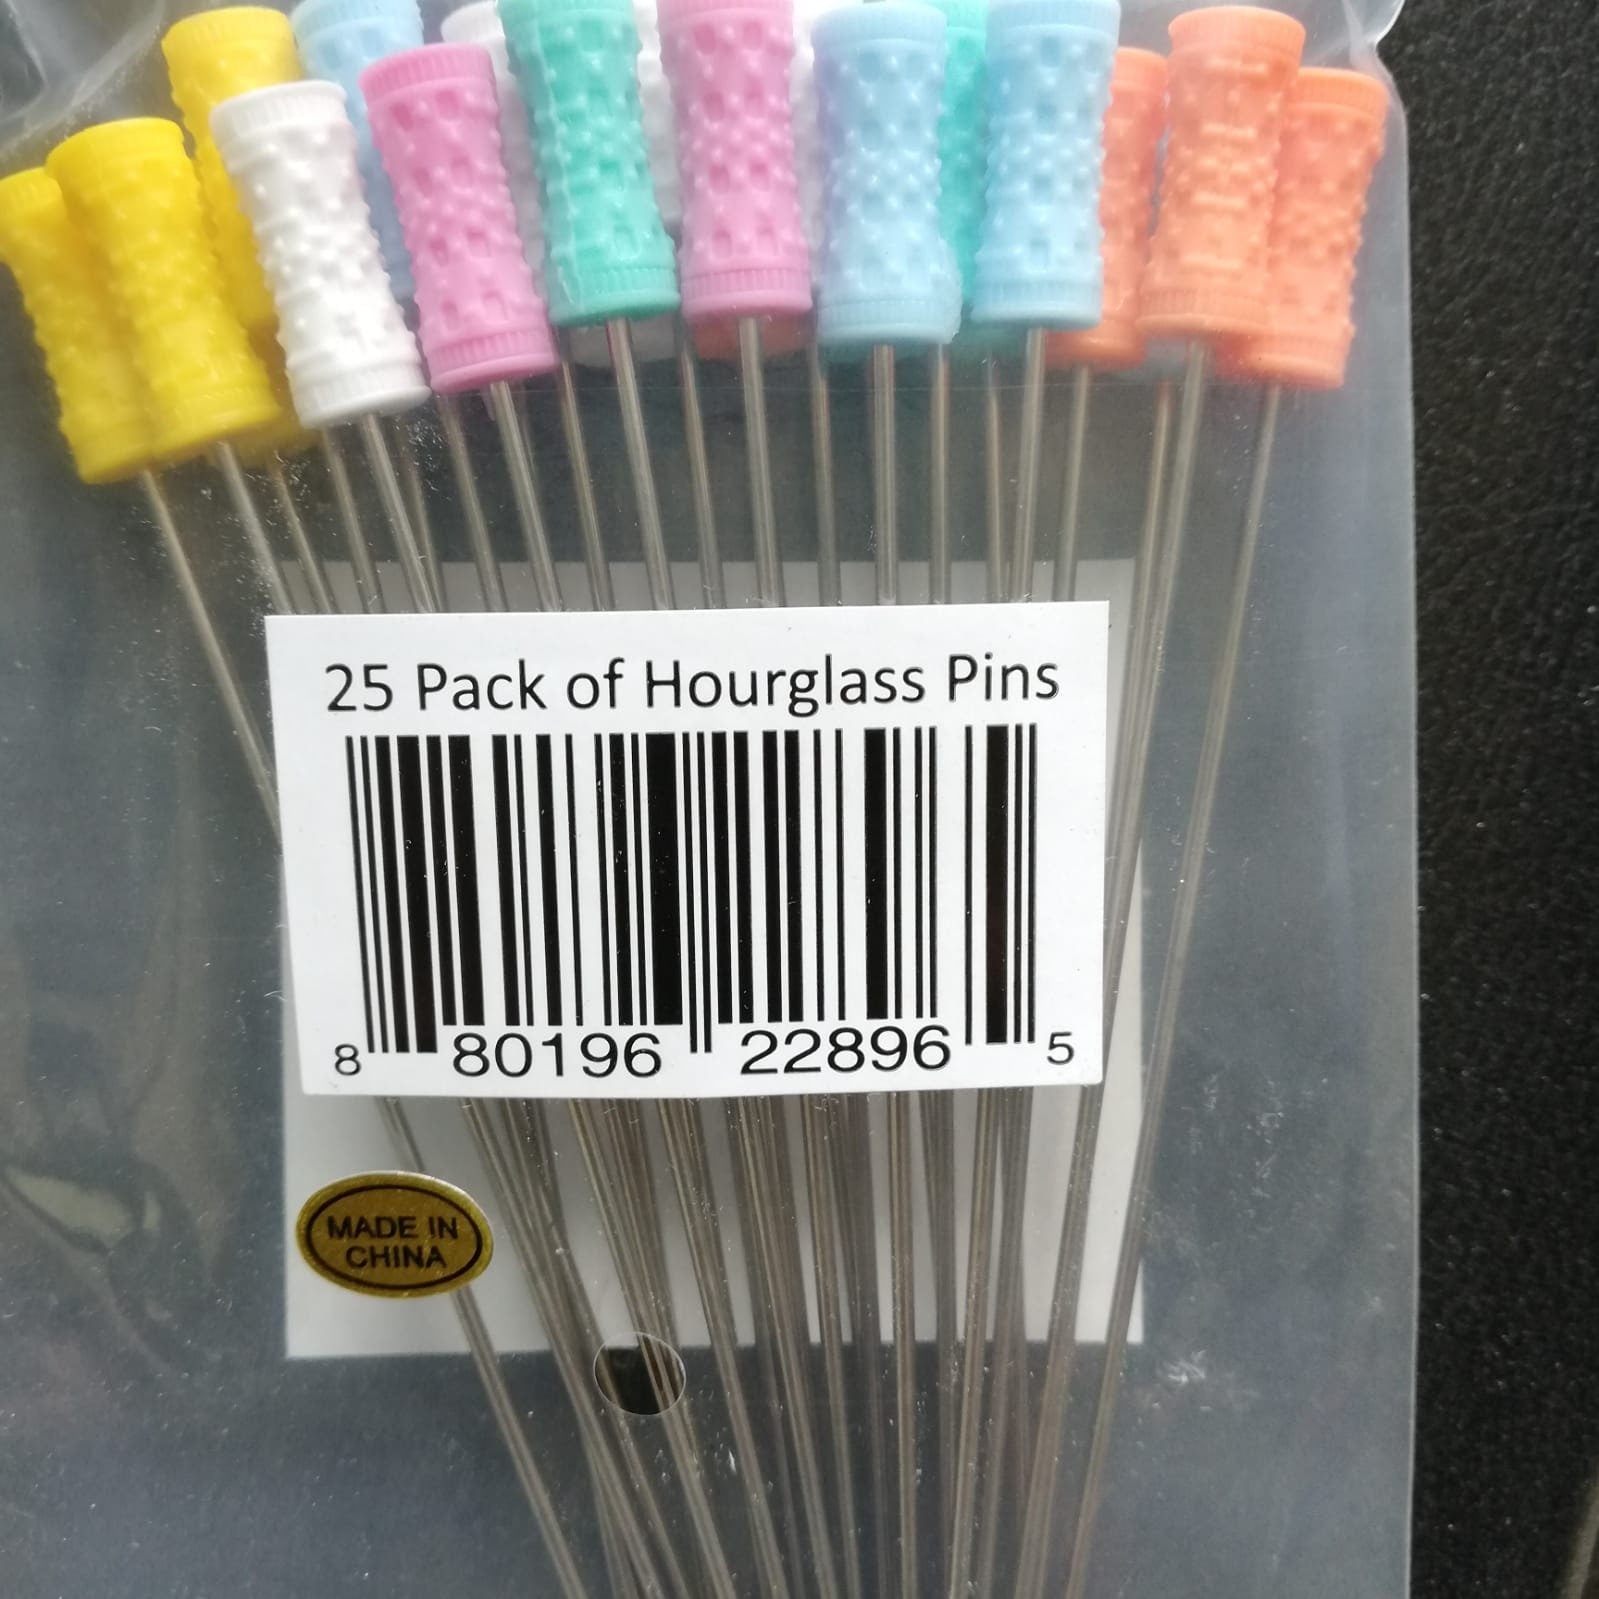 25 Pack of Hourglass Pins
8 80196 22896 5
MADE IN
CHINA